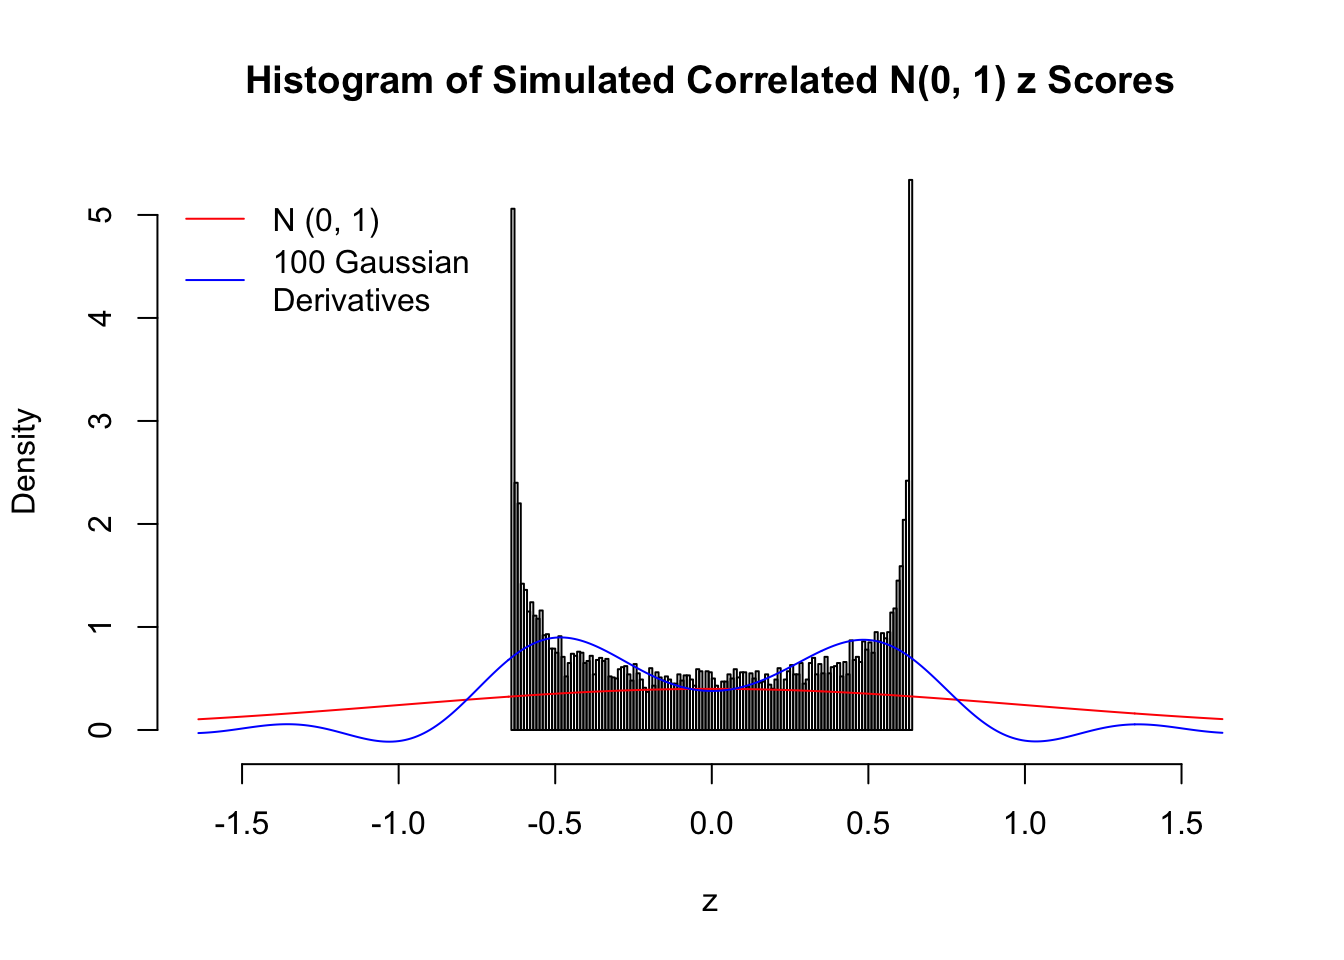 Histogram of Simulated Correlated N(0, 1) z Scores
N (0, 1)
100 Gaussian
Derivatives
Density
5
4
3
2
1
0
-1.5 -1.0 -0.5 0.0 0.5 1.0 1.5
z